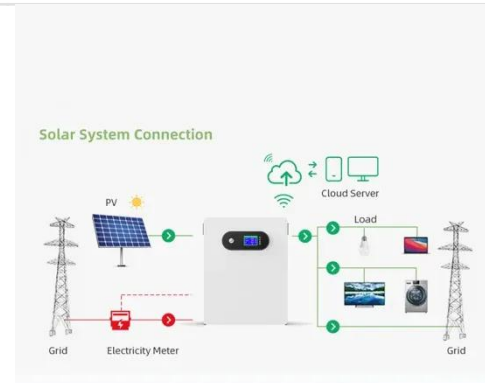 Solar System Connection
Cloud Server
PV
Load
Grid
Electricity Meter
Grid